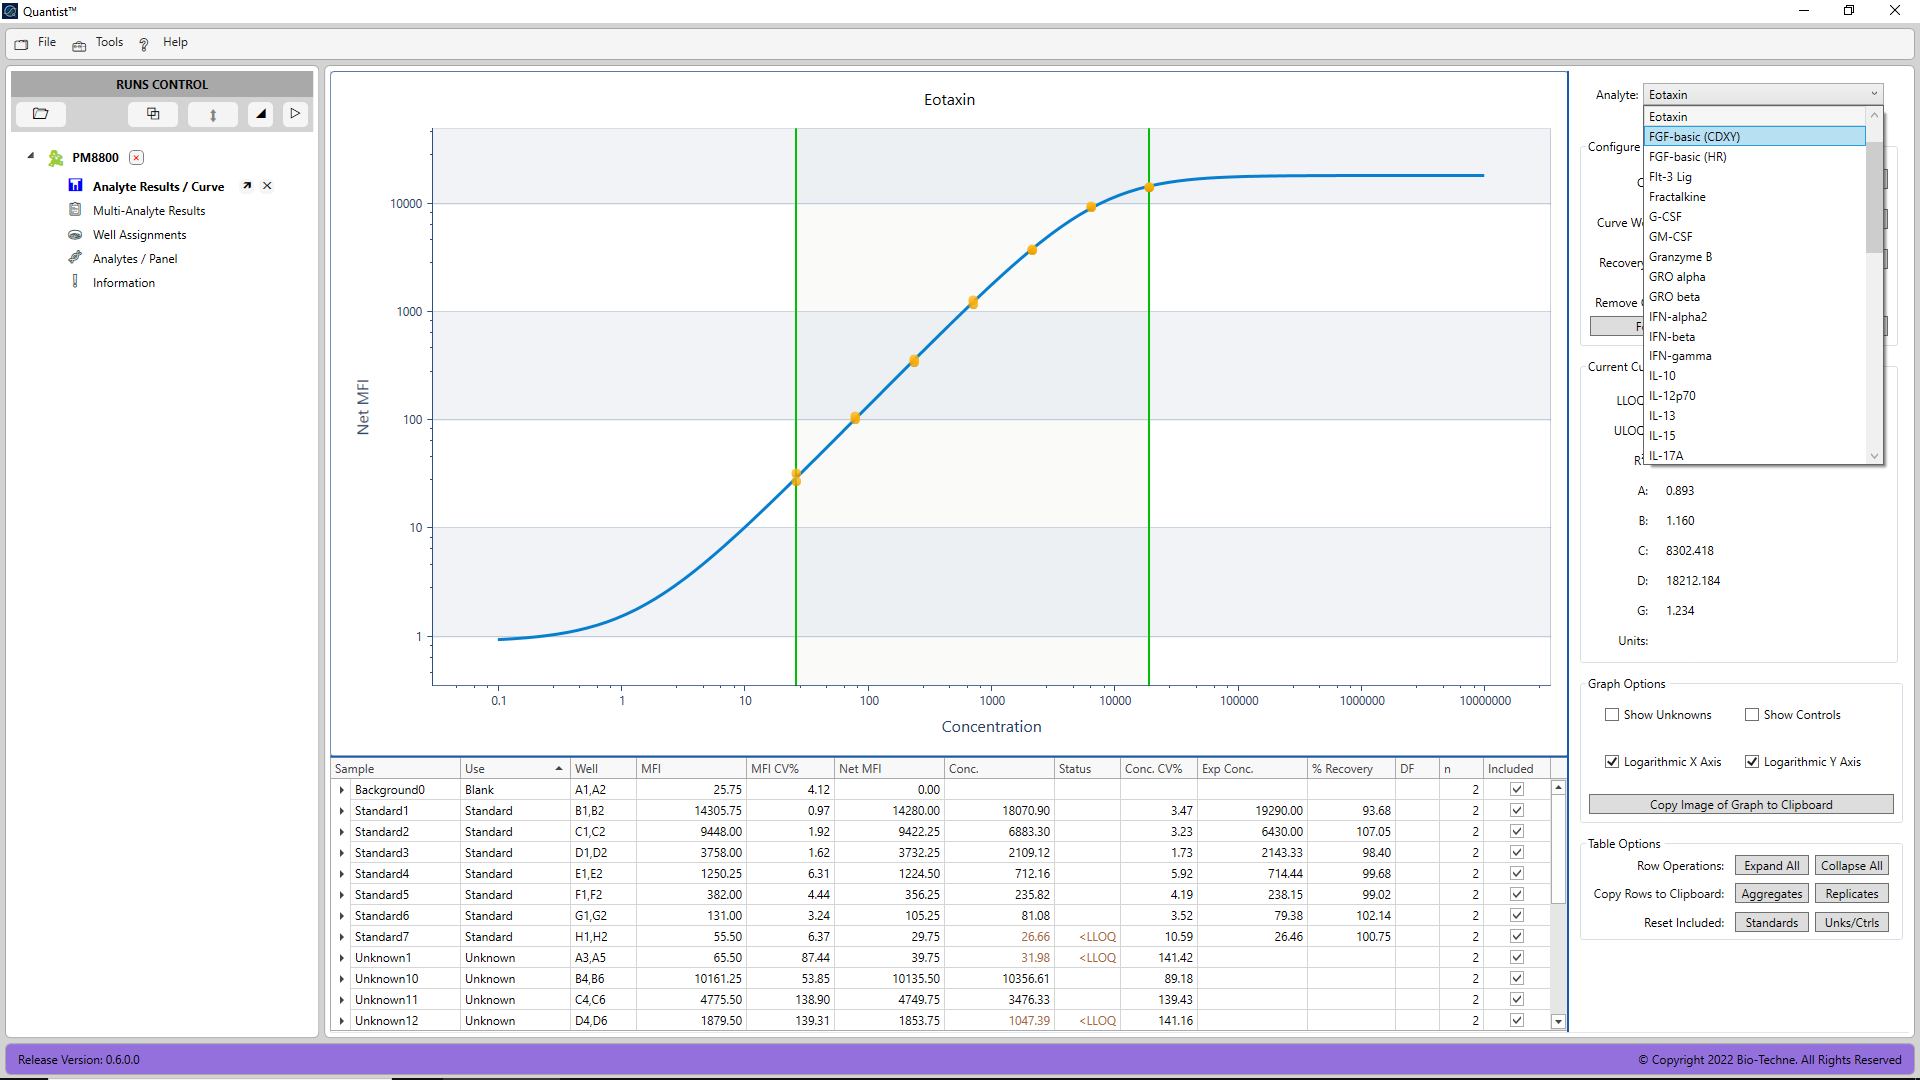 Quantist™
File Tools Help
RUNS CONTROL
PM8800
Analyte Results / Curve
Multi-Analyte Results
Well Assignments
Analytes / Panel
Information
Eotaxin
Net MFI
10000
1000
100
10
1
0.1 1 10 100 1000 10000 100000 1000000 10000000
Concentration
Sample Use Well MFI MFI CV% Net MFI Conc. Status Conc. CV% Exp Conc. % Recovery DF n Included
Background0 Blank A1,A2 25.75 4.12 0.00 2
Standard1 Standard B1,B2 14305.75 0.97 14280.00 18070.90 3.47 19290.00 93.68 2
Standard2 Standard C1,C2 9448.00 1.92 9422.25 6883.30 3.23 6430.00 107.05 2
Standard3 Standard D1,D2 3758.00 1.62 3732.25 2109.12 1.73 2143.33 98.40 2
Standard4 Standard E1,E2 1250.25 6.31 1224.50 712.16 5.92 714.44 99.68 2
Standard5 Standard F1,F2 382.00 4.44 356.25 235.82 4.19 238.15 99.02 2
Standard6 Standard G1,G2 131.00 3.24 105.25 81.08 3.52 79.38 102.14 2
Standard7 Standard H1,H2 55.50 6.37 29.75 26.66 <LLOQ 10.59 26.46 100.75 2
Unknown1 Unknown A3,A5 65.50 87.44 39.75 31.98 <LLOQ 141.42 2
Unknown10 Unknown B4,B6 10161.25 53.85 10135.50 10356.61 89.18 2
Unknown11 Unknown C4,C6 4775.50 138.90 4749.75 3476.33 139.43 2
Unknown12 Unknown D4,D6 1879.50 139.31 1853.75 1047.39 <LLOQ 141.16 2
Analyte: Eotaxin
Eotaxin
FGF-basic (CDXY)
FGF-basic (HR)
Flt-3 Lig
Fractalkine
G-CSF
GM-CSF
Granzyme B
GRO alpha
GRO beta
IFN-alpha2
IFN-beta
IFN-gamma
IL-10
IL-12p70
IL-13
IL-15
IL-17A
Configure
Curve
Recovery
Remove
Current
LLOQ
ULOQ
A: 0.893
B: 1.160
C: 8302.418
D: 18212.184
G: 1.234
Units:
Graph Options
Show Unknowns Show Controls
Logarithmic X Axis Logarithmic Y Axis
Copy Image of Graph to Clipboard
Table Options
Row Operations: Expand All Collapse All
Copy Rows to Clipboard: Aggregates Replicates
Reset Included: Standards Unks/Ctrls
Release Version: 0.6.0.0
© Copyright 2022 Bio-Techne. All Rights Reserved